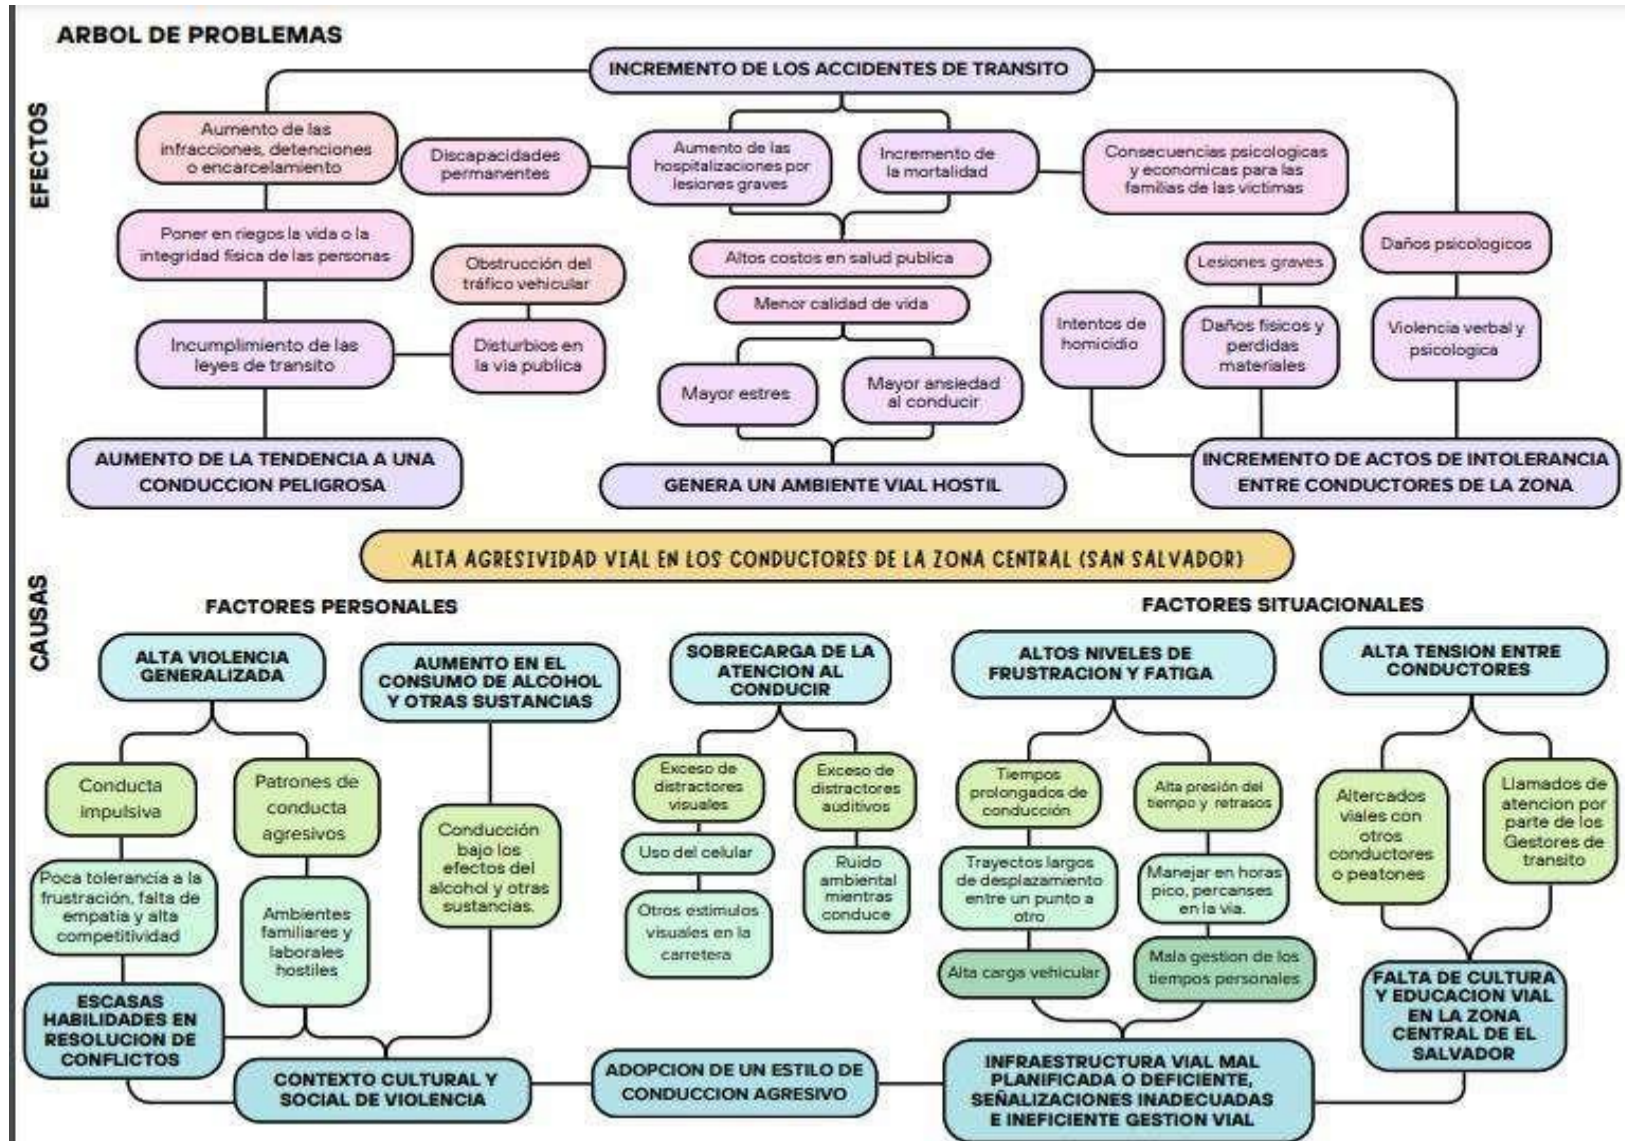 ARBOL DE PROBLEMAS
EFECTOS
INCREMENTO DE LOS ACCIDENTES DE TRANSITO
Aumento de las
infracciones, detenciones
o encarcelamiento
Discapacidades
permanentes
Aumento de las
hospitalizaciones por
lesiones graves
Incremento de
la mortalidad
Consecuencias psicologicas
y economicas para las
familias de las victimas
Poner en riegos la vida o la
integridad física de las personas
Obstrucción del
tráfico vehicular
Altos costos en salud publica
Lesiones graves
Daños psicologicos
Menor calidad de vida
Incumplimiento de las
leyes de transito
Disturbios en
la via publica
Mayor estres
Mayor ansiedad
al conducir
Intentos de
homicidio
Daños fisicos y
perdidas
materiales
Violencia verbal y
psicologica
AUMENTO DE LA TENDENCIA A UNA
CONDUCCION PELIGROSA
GENERA UN AMBIENTE VIAL HOSTIL
INCREMENTO DE ACTOS DE INTOLERANCIA
ENTRE CONDUCTORES DE LA ZONA
ALTA AGRESIVIDAD VIAL EN LOS CONDUCTORES DE LA ZONA CENTRAL (SAN SALVADOR)
CAUSAS
FACTORES PERSONALES
FACTORES SITUACIONALES
ALTA VIOLENCIA
GENERALIZADA
AUMENTO EN EL
CONSUMO DE ALCOHOL
Y OTRAS SUSTANCIAS
SOBRECARGA DE LA
ATENCION AL
CONDUCIR
ALTOS NIVELES DE
FRUSTRACION Y FATIGA
ALTA TENSION ENTRE
CONDUCTORES
Conducta
impulsiva
Patrones de
conducta
agresivos
Conducción
bajo los
efectos del
alcohol y otras
sustancias.
Exceso de
distractores
visuales
Exceso de
distractores
auditivos
Tiempos
prolongados de
conducción
Alta presión del
tiempo y retrasos
Altercados
viales con
otros
conductores
o peatones
Llamados de
atencion por
parte de los
Gestores de
transito
Poca tolerancia a la
frustración, falta de
empatia y alta
competitividad
Ambientes
familiares y
laborales
hostiles
Uso del celular
Otros estimulos
visuales en la
carretera
Ruido
ambiental
mientras
conduce
Trayectos largos
de desplazamiento
entre un punto a
otro
Manejar en horas
pico, percanses
en la via.
Alta carga vehicular
Mala gestion de los
tiempos personales
ESCASAS
HABILIDADES EN
RESOLUCION DE
CONFLICTOS
CONTEXTO CULTURAL Y
SOCIAL DE VIOLENCIA
ADOPCION DE UN ESTILO DE
CONDUCCION AGRESIVO
INFRAESTRUCTURA VIAL MAL
PLANIFICADA O DEFICIENTE,
SEÑALIZACIONES INADECUADAS
E INEFICIENTE GESTION VIAL
FALTA DE CULTURA
Y EDUCACION VIAL
EN LA ZONA
CENTRAL DE EL
SALVADOR